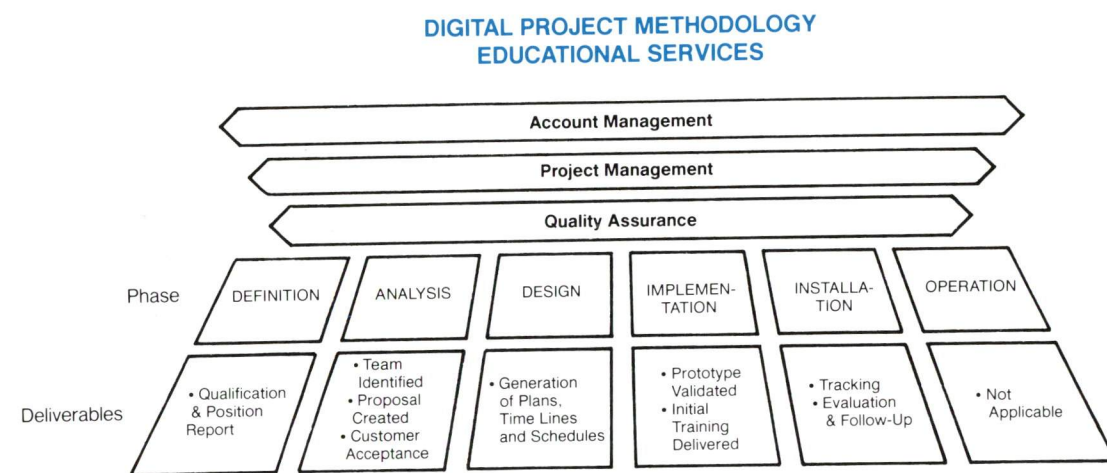 DIGITAL PROJECT METHODOLOGY
EDUCATIONAL SERVICES
Account Management
Project Management
Quality Assurance
Phase
DEFINITION
ANALYSIS
DESIGN
IMPLEMEN-
TATION
INSTALLA-
TION
OPERATION
Deliverables
• Qualification
& Position
Report
• Team
Identified
• Proposal
Created
• Customer
Acceptance
• Generation
of Plans,
Time Lines
and Schedules
• Prototype
Validated
• Initial
Training
Delivered
• Tracking
• Evaluation
& Follow-Up
• Not
Applicable